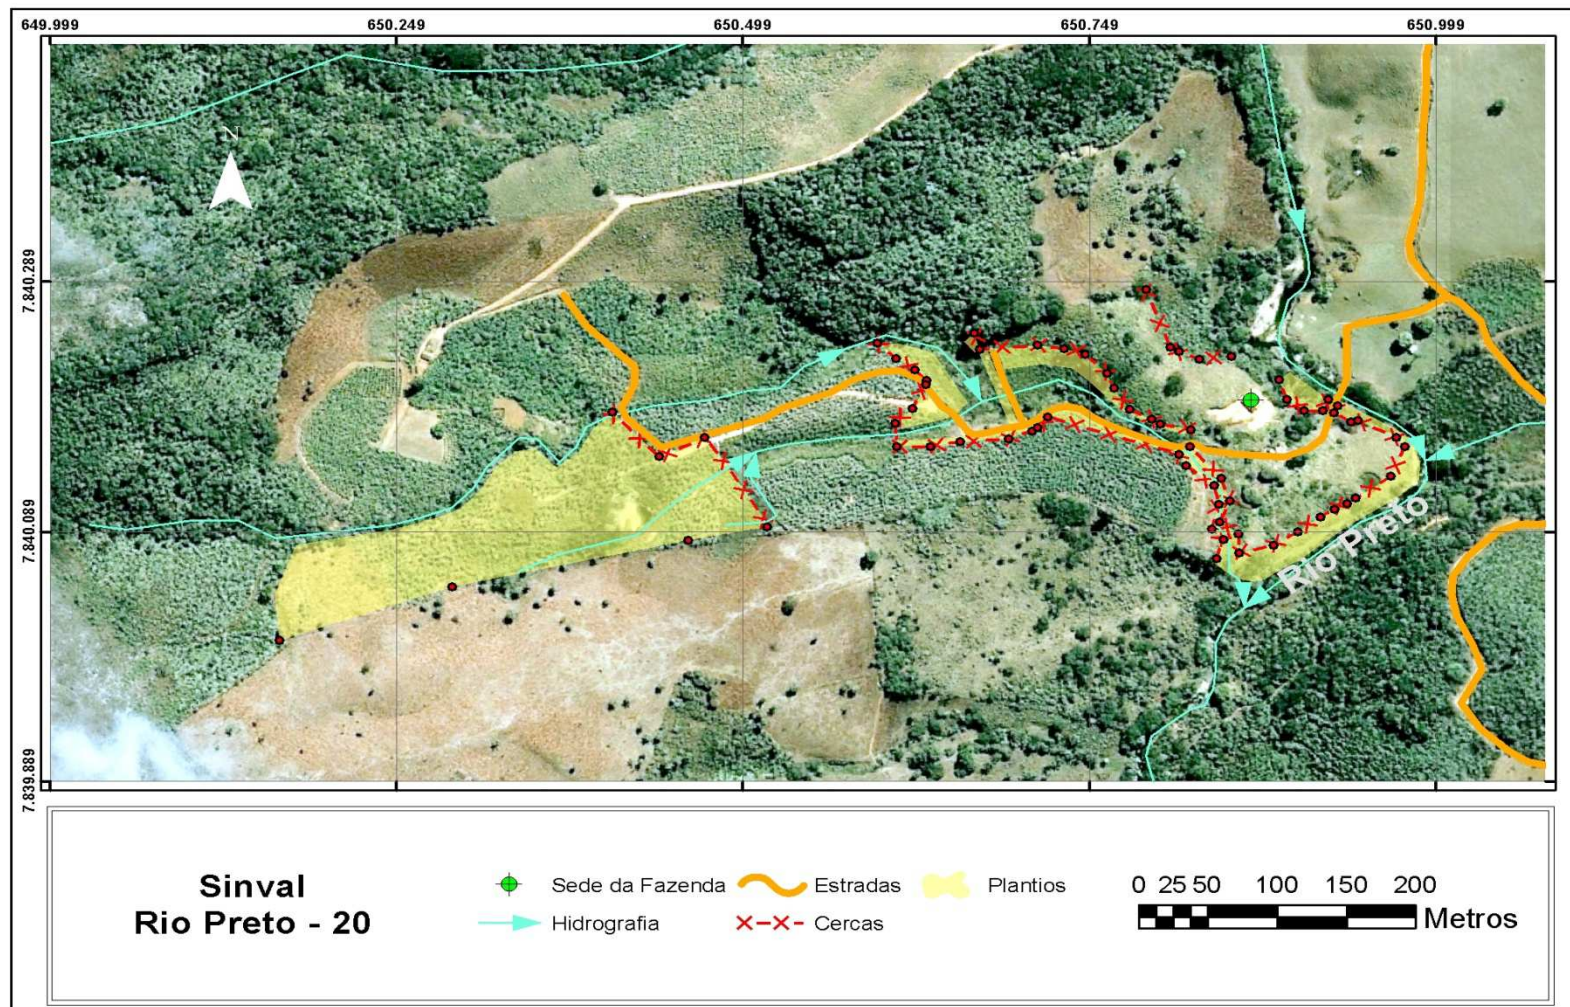 649.999 650.249 650.499 650.749 650.999
N
7.840.289
7.840.089
7.839.889
Rio Preto
Sinval
Rio Preto - 20
Sede da Fazenda Estradas Plantios
Hidrografia Cercas
0 25 50 100 150 200
Metros